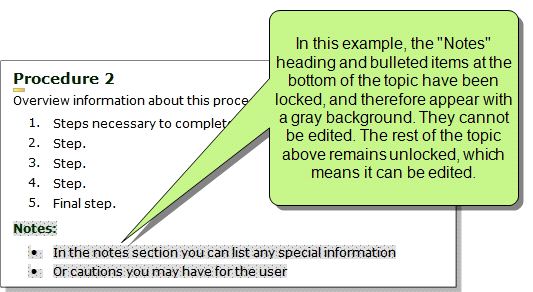 In this example, the "Notes"
heading and bulleted items at the
bottom of the topic have been
locked, and therefore appear with
a gray background. They cannot
be edited. The rest of the topic
above remains unlocked, which
means it can be edited.
Procedure 2
Overview information about this
1. Steps necessary to
2. Step.
3. Step.
4. Step.
5. Final step.
Notes:
• In the notes section you can list any special information
• Or cautions you may have for the user